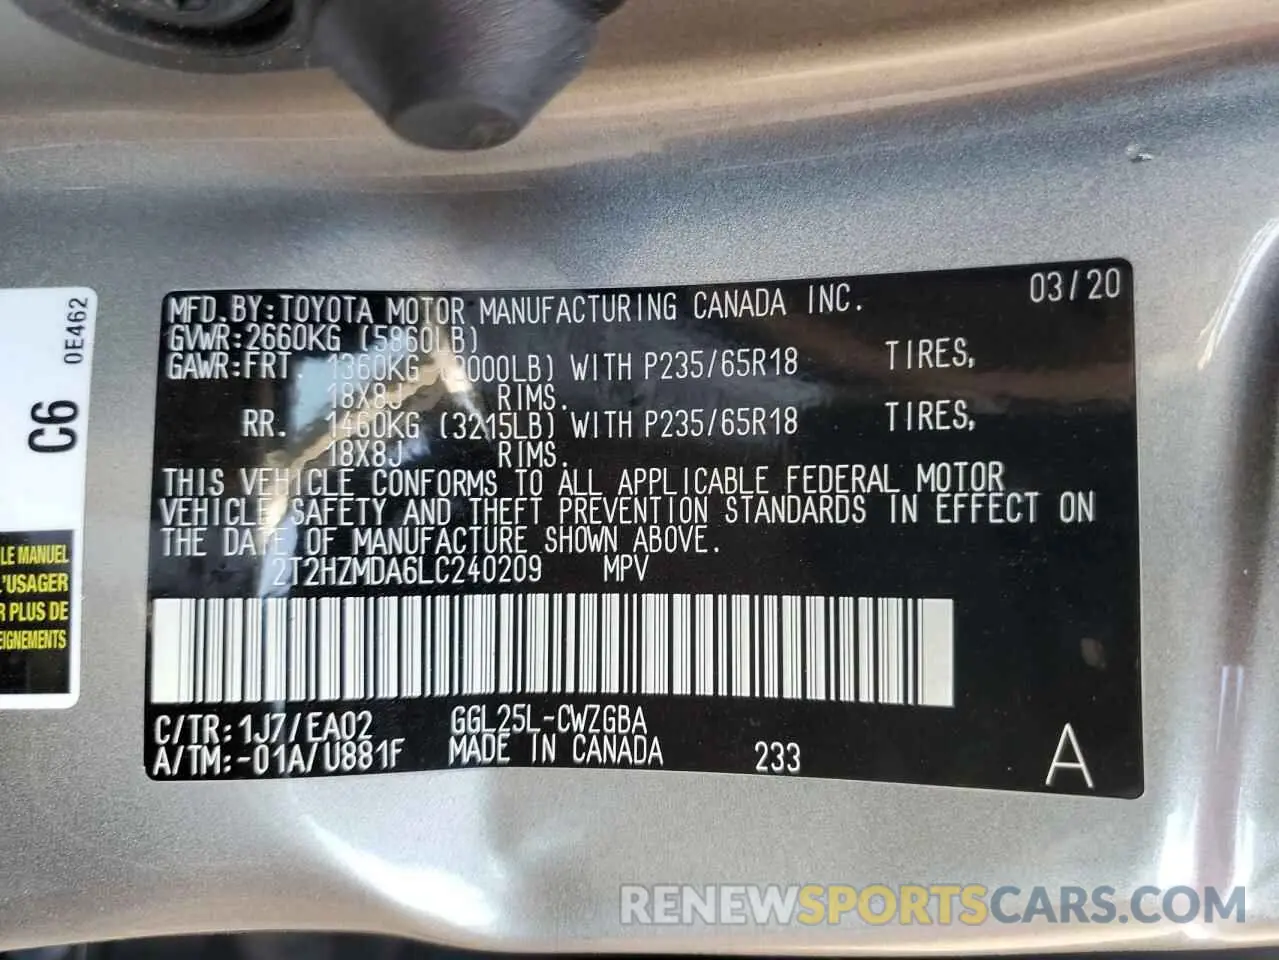 MFD.BY:TOYOTA MOTOR MANUFACTURING CANADA INC. 03/20
GVWR:2660KG (5860LB)
GAWR:FRT. 1360KG (3000LB) WITH P235/65R18 TIRES,
18X8J RIMS.
RR. 1460KG (3215LB) WITH P235/65R18 TIRES,
18X8J RIMS.
THIS VEHICLE CONFORMS TO ALL APPLICABLE FEDERAL MOTOR
VEHICLE SAFETY AND THEFT PREVENTION STANDARDS IN EFFECT ON
THE DATE OF MANUFACTURE SHOWN ABOVE.
2T2HZMDA6LC240209 MPV
C/TR:1J7/EA02 GGL25L-CWZGBA
A/TM:-01A/U881F MADE IN CANADA 233 A
0E462
C6
LE MANUEL
L'USAGER
R PLUS DE
EIGNEMENTS
RENEWSPORTSCARS.COM